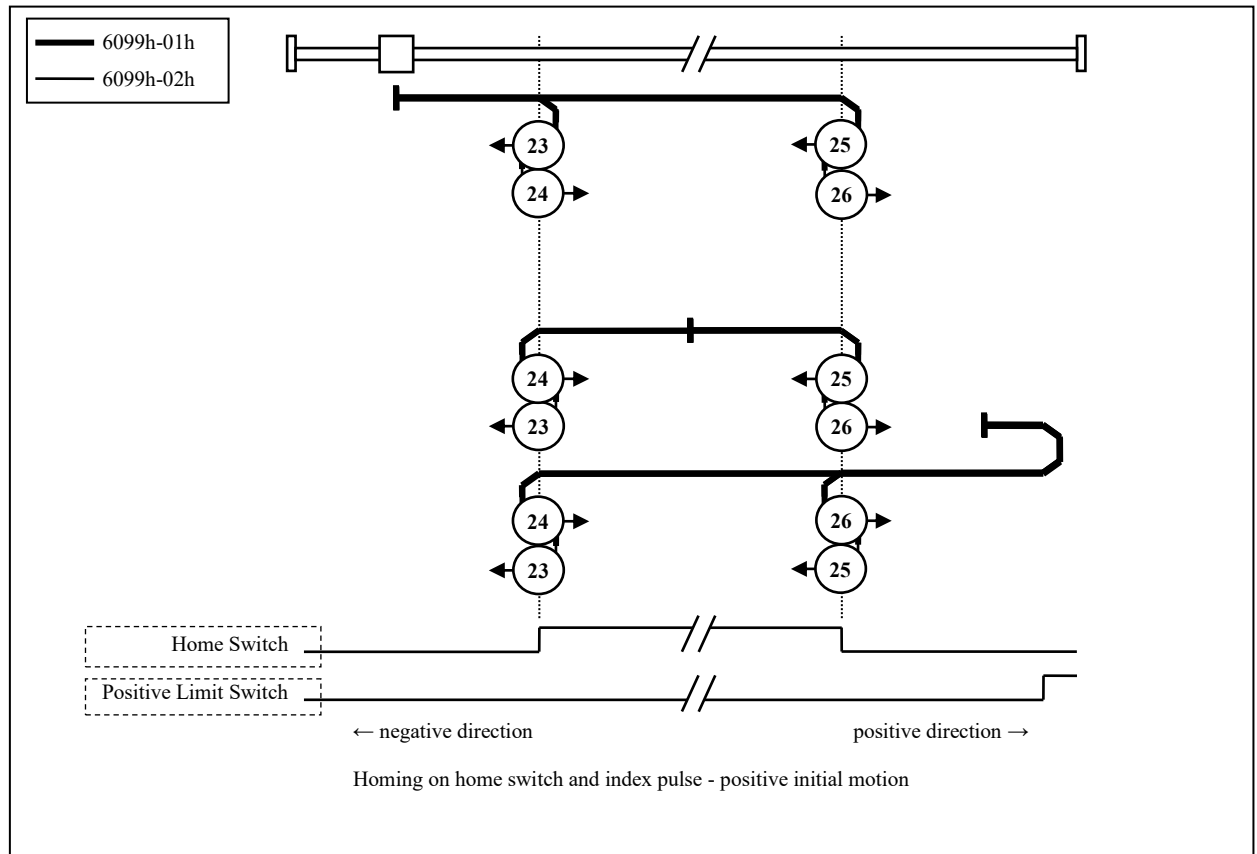 6099h-01h
6099h-02h
23
25
24
26
24
25
23
26
24
26
23
25
Home Switch
Positive Limit Switch
← negative direction
positive direction →
Homing on home switch and index pulse - positive initial motion